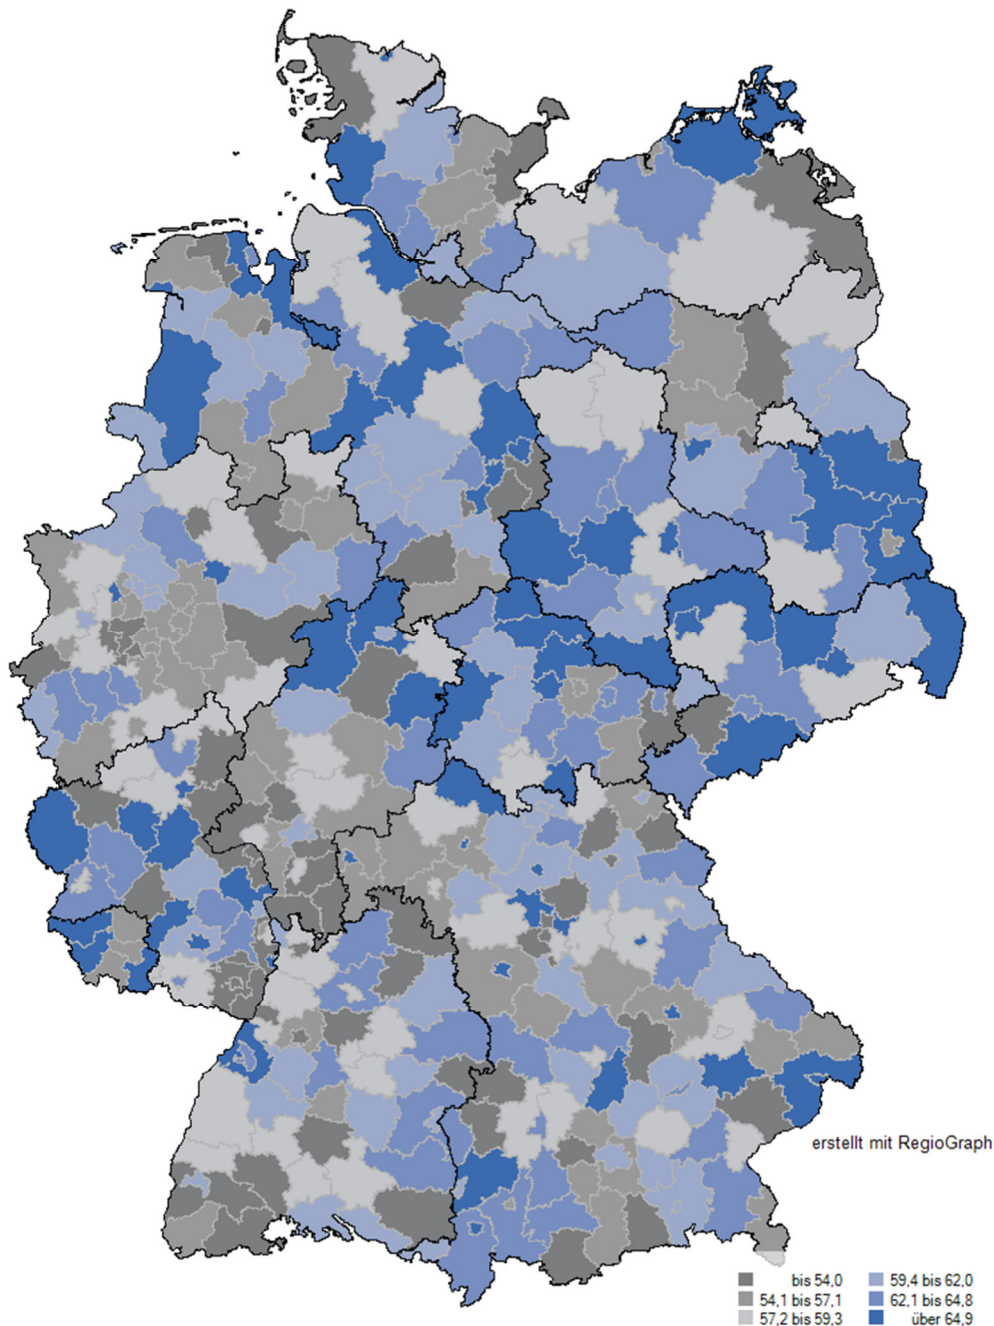 erstellt mit RegioGraph
bis 54,0
54,1 bis 57,1
57,2 bis 59,3
59,4 bis 62,0
62,1 bis 64,8
über 64,9